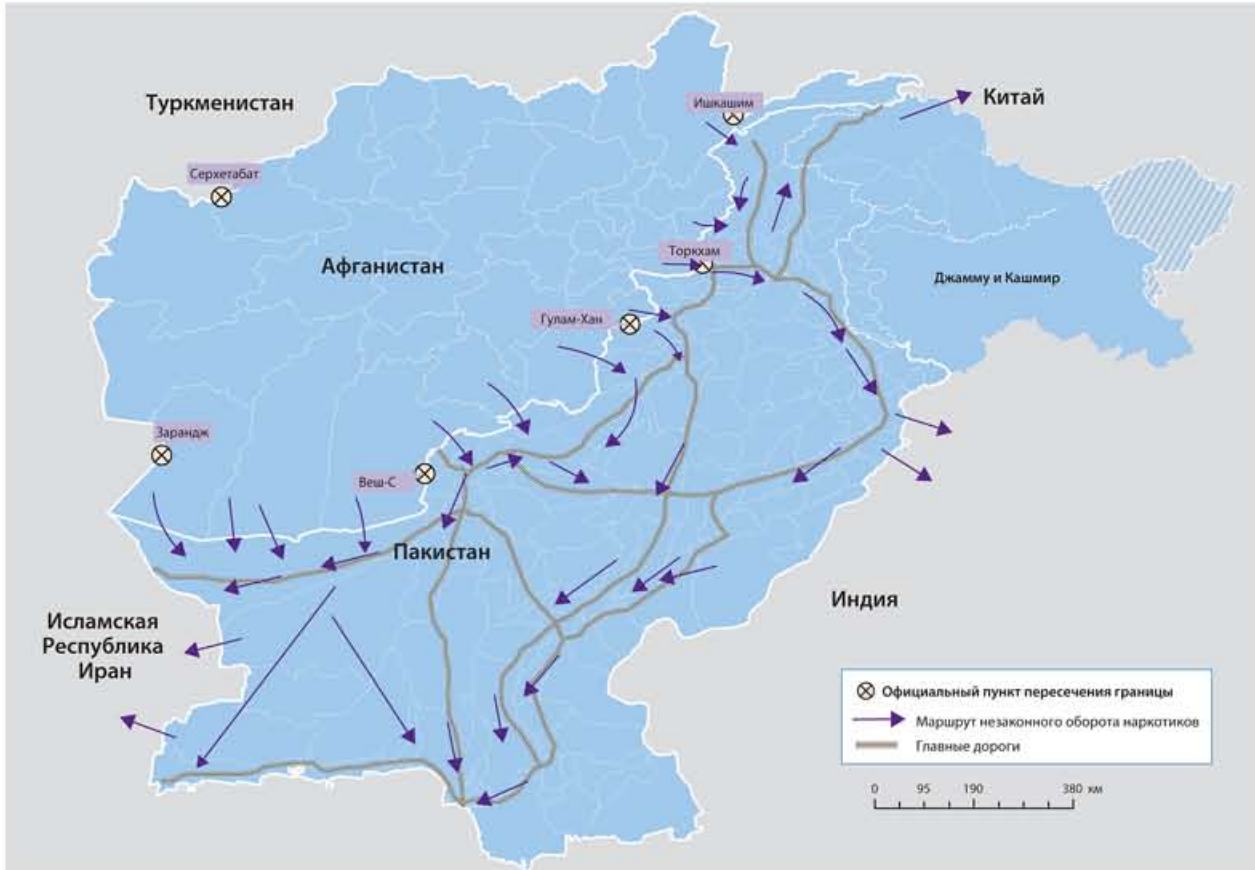 Туркменистан
Ишкашим
Китай
Серхетабат
Афганистан
Торкхам
Джамму и Кашмир
Гулам-Хан
Зарандж
Веш-С
Пакистан
Индия
Исламская
Республика
Иран
Официальный пункт пересечения границы
Маршрут незаконного оборота наркотиков
Главные дороги
0 95 190 380 км